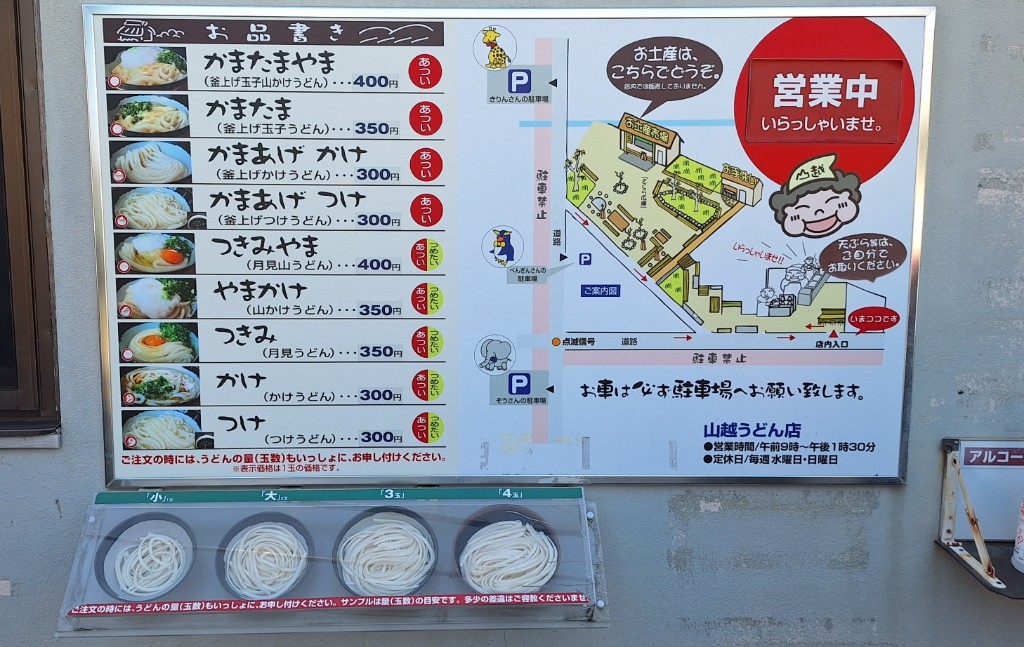 お品書き
かまたまやま
(釜上げ玉子山かけうどん)･･･400円
あつい
かまたま
(釜上げ玉子うどん)･･･350円
あつい
かまあげ かけ
(釜上げかけうどん)･･･300円
あつい
かまあげ つけ
(釜上げつけうどん)･･･300円
あつい
つきみやま
(月見山うどん)･･･400円
あつい つめたい
やまかけ
(山かけうどん)･･･350円
あつい つめたい
つきみ
(月見うどん)･･･350円
あつい つめたい
かけ
(かけうどん)･･･300円
あつい つめたい
つけ
(つけうどん)･･･300円
あつい つめたい
ご注文の時には、うどんの量(玉数)もいっしょに、お申し付けください。
※表示価格は1玉の価格です。
P
きりんさんの駐車場
駐車禁止
道路
P
ぺんぎんさんの
駐車場
ご案内図
点滅信号
道路
P
ぞうさんの駐車場
お土産は、
こちらでどうぞ。
お土産売場
営業中
いらっしゃいませ。
山越
いらっしゃいませ!!
天ぷら等は、
ご自分で
お取りください。
いまココです
店内入口
駐車禁止
お車は必ず駐車場へお願い致します。
山越うどん店
●営業時間/午前9時〜午後1時30分
●定休日/毎週 水曜日・日曜日
アルコー
「小」1玉
「大」2玉
「3玉」
「4玉」
ご注文の時には、うどんの量(玉数)もいっしょに、お申し付けください。サンプルは量(玉数)の目安です。多少の差違はご容赦くださいませ